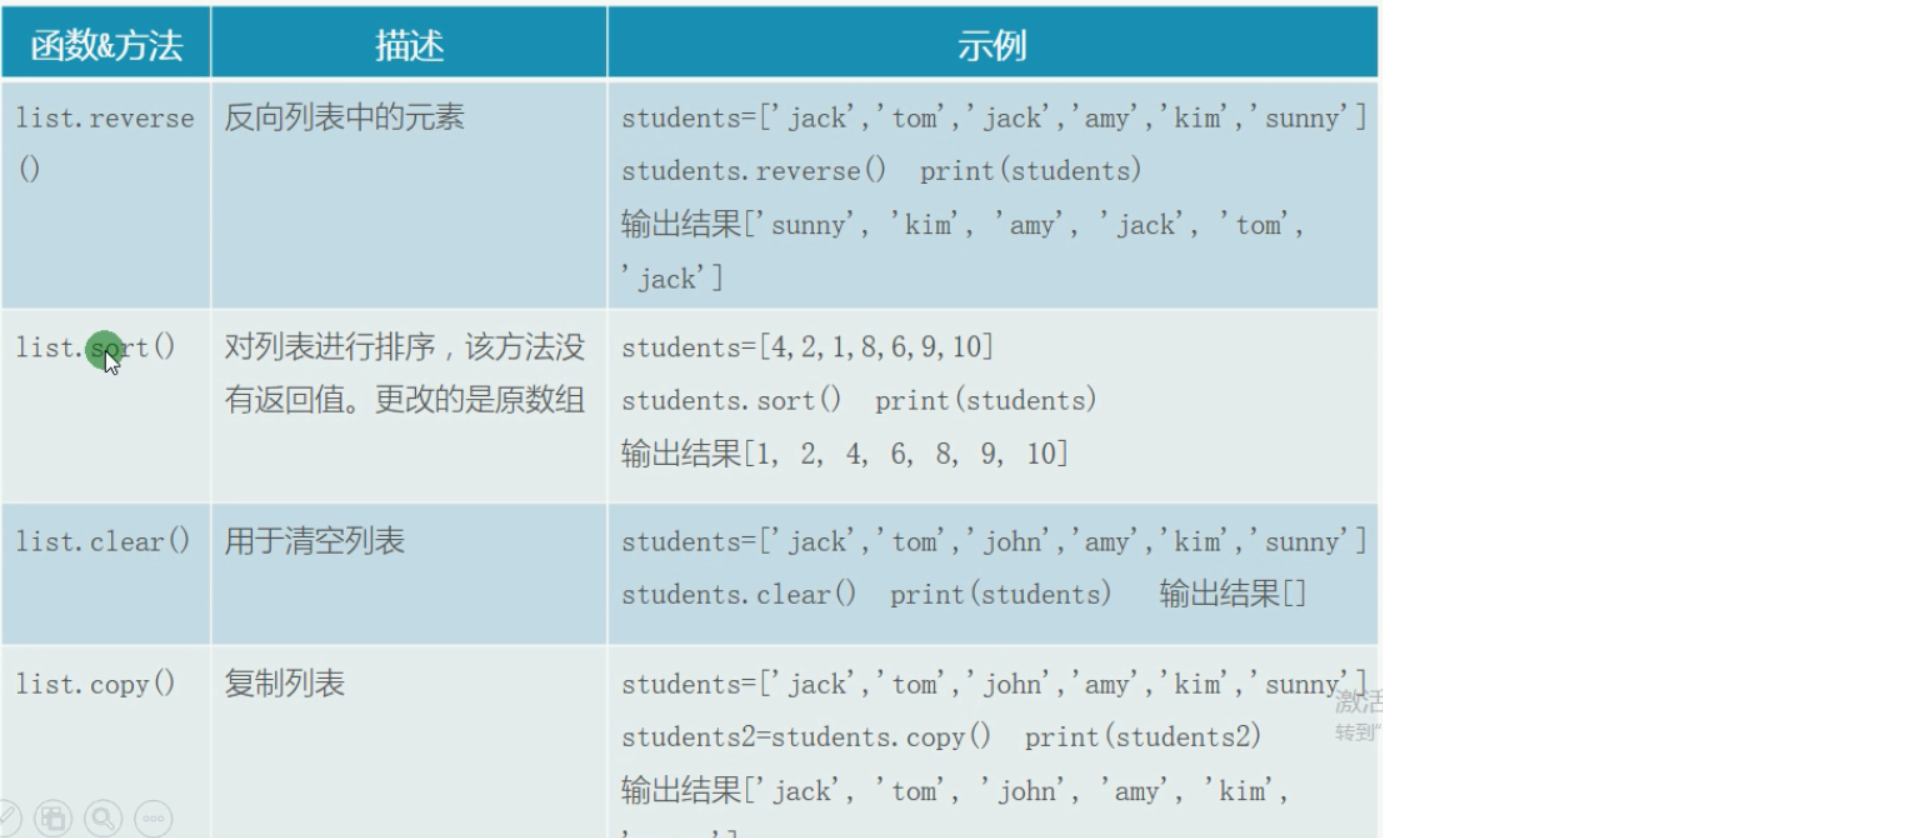 函数&方法 描述 示例
list.reverse
()
反向列表中的元素
students=['jack','tom','jack','amy','kim','sunny']
students.reverse() print(students)
输出结果['sunny', 'kim', 'amy', 'jack', 'tom',
'jack']
list.sort()
对列表进行排序，该方法没
有返回值。更改的是原数组
students=[4,2,1,8,6,9,10]
students.sort() print(students)
输出结果[1, 2, 4, 6, 8, 9, 10]
list.clear()
用于清空列表
students=['jack','tom','john','amy','kim','sunny']
students.clear() print(students) 输出结果[]
list.copy()
复制列表
students=['jack','tom','john','amy','kim','sunny']
students2=students.copy() print(students2)
输出结果['jack', 'tom', 'john', 'amy', 'kim',
激活
转到"